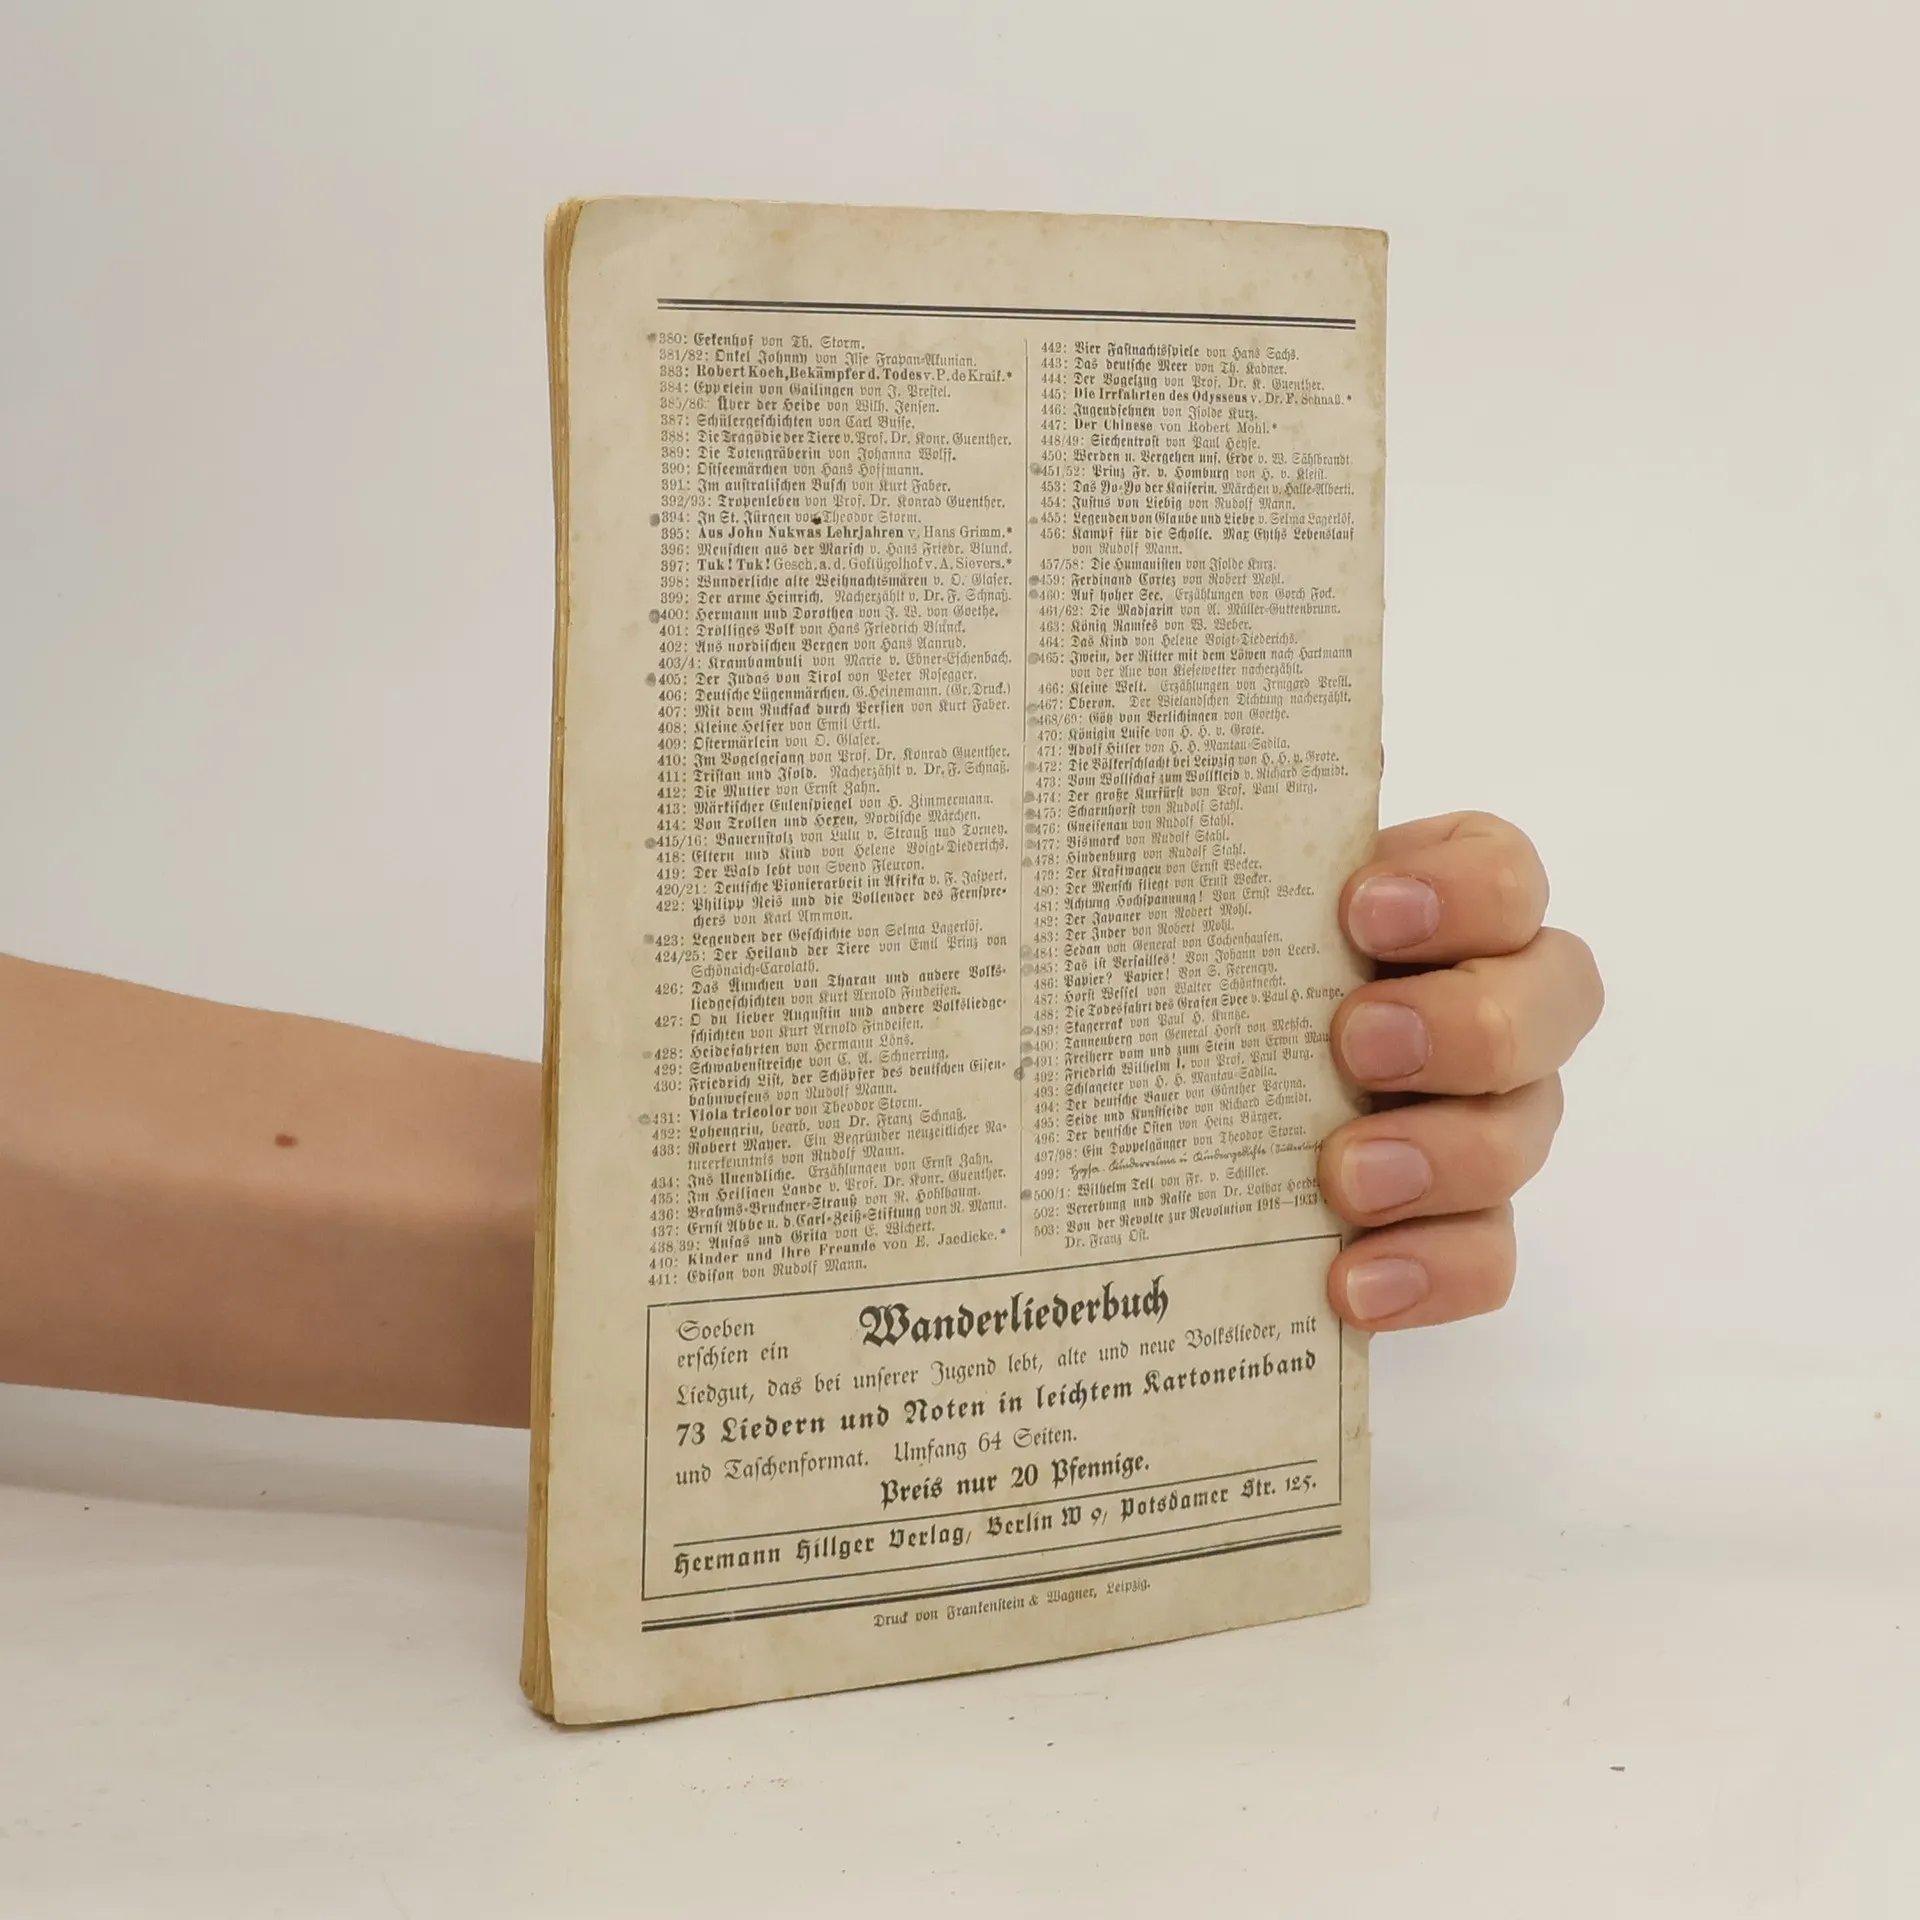 380: Eekenhof von Th. Storm.
381/82: Onkel Johnny von Ilse Frapan-Akunian.
383: Robert Koch, Bekämpfer d. Todes v. P. de Kruif.*
384: Eppelein von Gailingen von J. Prestel.
385/86: Über der Heide von Wilh. Jensen.
387: Schülergeschichten von Carl Busse.
388: Die Tragödie der Tiere v. Prof. Dr. Konr. Guenther.
389: Die Totengräberin von Johanna Wolff.
390: Ostseemärchen von Hans Hoffmann.
391: Im australischen Busch von Kurt Faber.
392/93: Tropenleben von Prof. Dr. Konrad Guenther.
394: In St. Jürgen von Theodor Storm.
395: Aus John Nukwas Lehrjahren v. Hans Grimm.*
396: Menschen aus der Marsch v. Hans Friedr. Blunck.
397: Tuk! Tuk! Gesch. a. d. Geflügelhof v. A. Sievers.*
398: Wunderliche alte Weihnachtsmären v. O. Glaser.
399: Der arme Heinrich. Nacherzählt v. Dr. F. Schnaß.
400: Hermann und Dorothea von J. W. von Goethe.
401: Drolliges Volk von Hans Friedrich Blunck.
402: Aus nordischen Bergen von Hans Aanrud.
403/4: Krambambuli von Marie v. Ebner-Eschenbach.
405: Der Judas von Tirol von Peter Rosegger.
406: Deutsche Lügenmärchen. G. Heinemann. (Gr. Druck.)
407: Mit dem Rucksack durch Persien von Kurt Faber.
408: Kleine Helfer von Emil Ertl.
409: Ostermärlein von O. Glaser.
410: Im Vogelgesang von Prof. Dr. Konrad Guenther.
411: Tristan und Isold. Nacherzählt v. Dr. F. Schnaß.
412: Die Mutter von Ernst Zahn.
413: Märkischer Eulenspiegel von H. Zimmermann.
414: Von Trollen und Hexen, Nordische Märchen.
415/16: Bauernstolz von Lulu v. Strauß und Torney.
418: Eltern und Kind von Helene Voigt-Diederichs.
419: Der Wald lebt von Svend Fleuron.
420/21: Deutsche Pionierarbeit in Afrika v. F. Jaspert.
422: Philipp Reis und die Vollender des Fernspre-
chers von Karl Ammon.
423: Legenden der Geschichte von Selma Lagerlöf.
424/25: Der Heiland der Tiere von Emil Prinz von
Schönaich-Carolath.
426: Das Ännchen von Tharau und andere Volks-
liedgeschichten von Kurt Arnold Findeisen.
427: O du lieber Augustin und andere Volksliedge-
schichten von Kurt Arnold Findeisen.
428: Heidefahrten von Hermann Löns.
429: Schwabenstreiche von C. A. Schnerring.
430: Friedrich List, der Schöpfer des deutschen Eisen-
bahnwesens von Rudolf Mann.
431: Viola tricolor von Theodor Storm.
432: Lohengrin, bearb. von Dr. Franz Schnaß.
433: Robert Mayer. Ein Begründer neuzeitlicher Na-
turerkenntnis von Rudolf Mann.
434: Ins Unendliche. Erzählungen von Ernst Zahn.
435: Im Heiligen Lande v. Prof. Dr. Konr. Guenther.
436: Brahms-Bruckner-Strauß von R. Hohlbaum.
437: Ernst Abbe u. d. Carl-Zeiß-Stiftung von R. Mann.
438/39: Ansas und Grita von E. Wichert.
440: Kinder und ihre Freunde von E. Jaedicke.*
441: Edison von Rudolf Mann.
442: Vier Fastnachtsspiele von Hans Sachs.
443: Das deutsche Meer von Th. Kadner.
444: Der Vogelzug von Prof. Dr. K. Guenther.
445: Die Irrfahrten des Odysseus v. Dr. F. Schnaß.*
446: Jugendsehnen von Isolde Kurz.
447: Der Chinese von Robert Mohl.*
448/49: Siechentrost von Paul Heyse.
450: Werden u. Vergehen uns. Erde v. W. Sählbrandt.
451/52: Prinz Fr. v. Homburg von H. v. Kleist.
453: Das Yo-Yo der Kaiserin. Märchen v. Halle-Alberti.
454: Justus von Liebig von Rudolf Mann.
455: Legenden von Glaube und Liebe v. Selma Lagerlöf.
456: Kampf für die Scholle. Max Eyths Lebenslauf
von Rudolf Mann.
457/58: Die Humanisten von Isolde Kurz.
459: Ferdinand Cortez von Robert Mohl.
460: Auf hoher See. Erzählungen von Gorch Fock.
461/62: Die Madjarin von A. Müller-Guttenbrunn.
463: König Ramses von W. Weber.
464: Das Kind von Helene Voigt-Diederichs.
465: Iwein, der Ritter mit dem Löwen nach Hartmann
von der Aue von Kiesewetter nacherzählt.
466: Kleine Welt. Erzählungen von Irmgard Prestl.
467: Oberon. Der Wielandschen Dichtung nacherzählt.
468/69: Götz von Berlichingen von Goethe.
470: Königin Luise von H. H. v. Grote.
471: Adolf Hitler von H. H. Mantau-Sadila.
472: Die Völkerschlacht bei Leipzig von H. H. v. Grote.
473: Vom Wollschaf zum Wollkleid v. Richard Schmidt.
474: Der große Kurfürst von Prof. Paul Burg.
475: Scharnhorst von Rudolf Stahl.
476: Gneisenau von Rudolf Stahl.
477: Bismarck von Rudolf Stahl.
478: Hindenburg von Rudolf Stahl.
479: Der Kraftwagen von Ernst Wecker.
480: Der Mensch fliegt von Ernst Wecker.
481: Achtung Hochspannung! Von Ernst Wecker.
482: Der Japaner von Robert Mohl.
483: Der Inder von Robert Mohl.
484: Sedan von General von Cochenhausen.
485: Das ist Versailles! Von Johann von Leers.
486: Papier? Papier! Von S. Ferenczy.
487: Horst Wessel von Walter Schöntnecht.
488: Die Todesfahrt des Grafen Spee v. Paul H. Kuntze.
489: Skagerrak von Paul H. Kuntze.
490: Tannenberg von General Horst von Metzsch.
491: Freiherr vom und zum Stein von Erwin
492: Friedrich Wilhelm I. von Prof. Paul Burg.
493: Schlageter von H. H. Mantau-Sadila.
494: Der deutsche Bauer von Günther Pacyna.
495: Seide und Kunstseide von Richard Schmidt.
496: Der deutsche Osten von Heinz Bürger.
497/98: Ein Doppelgänger von Theodor Storm.
499: Kinderreime u Kindergedichte
500/1: Wilhelm Tell von Fr. v. Schiller.
502: Vererbung und Rasse von Dr. Lothar
503: Von der Revolte zur Revolution 1918—1933
Dr. Franz Ost.
Soeben
erschien ein Wanderliederbuch
Liedgut, das bei unserer Jugend lebt, alte und neue Volkslieder, mit
73 Liedern und Noten in leichtem Kartoneinband
und Taschenformat. Umfang 64 Seiten.
Preis nur 20 Pfennige.
Hermann Hillger Verlag, Berlin W 9, Potsdamer Str. 125.
Druck von Frankenstein & Wagner, Leipzig.